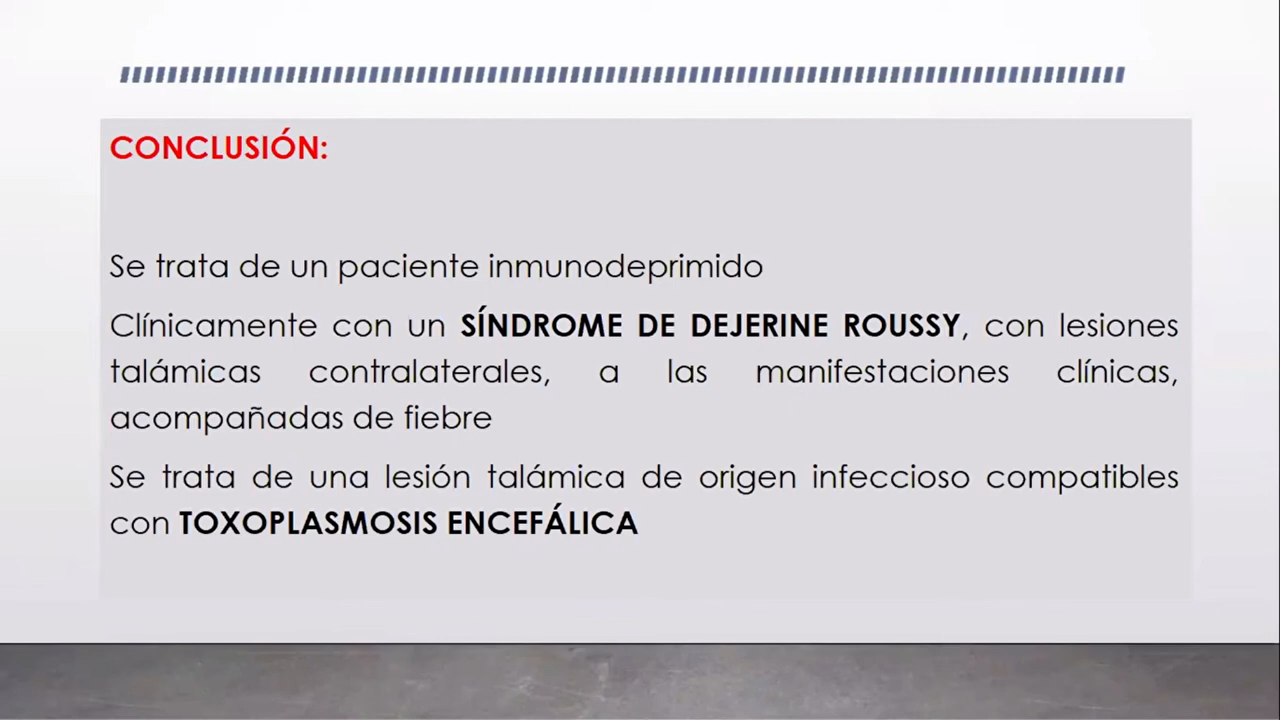 CONCLUSIÓN:
Se trata de un paciente inmunodeprimido
Clínicamente con un SÍNDROME DE DEJERINE ROUSSY, con lesiones
talámicas contralaterales, a las manifestaciones clínicas,
acompañadas de fiebre
Se trata de una lesión talámica de origen infeccioso compatibles
con TOXOPLASMOSIS ENCEFÁLICA